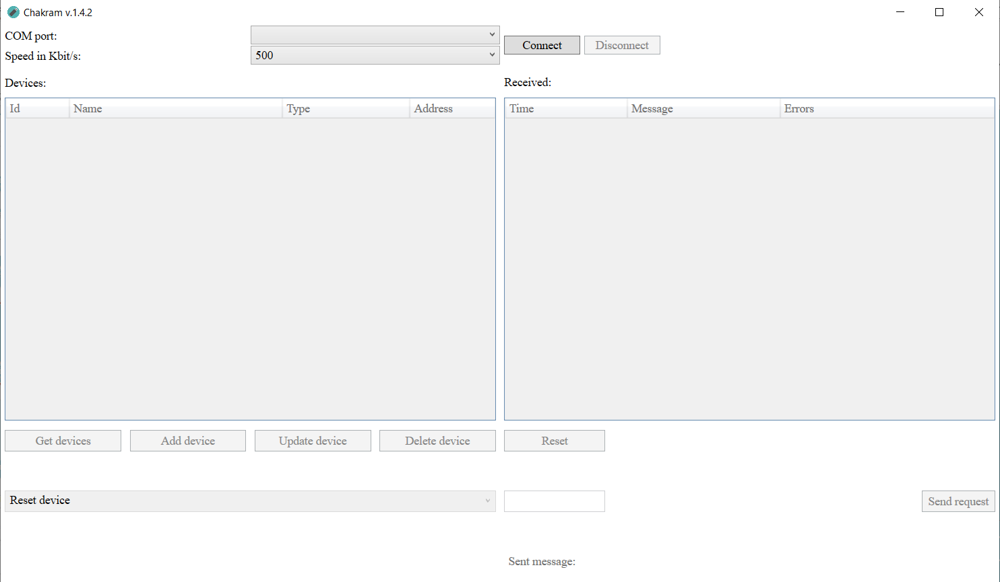 Chakram v.1.4.2
COM port:
Connect Disconnect
Speed in Kbit/s: 500
Devices: Received:
Id Name Type Address Time Message Errors
Get devices Add device Update device Delete device Reset
Reset device Send request
Sent message: